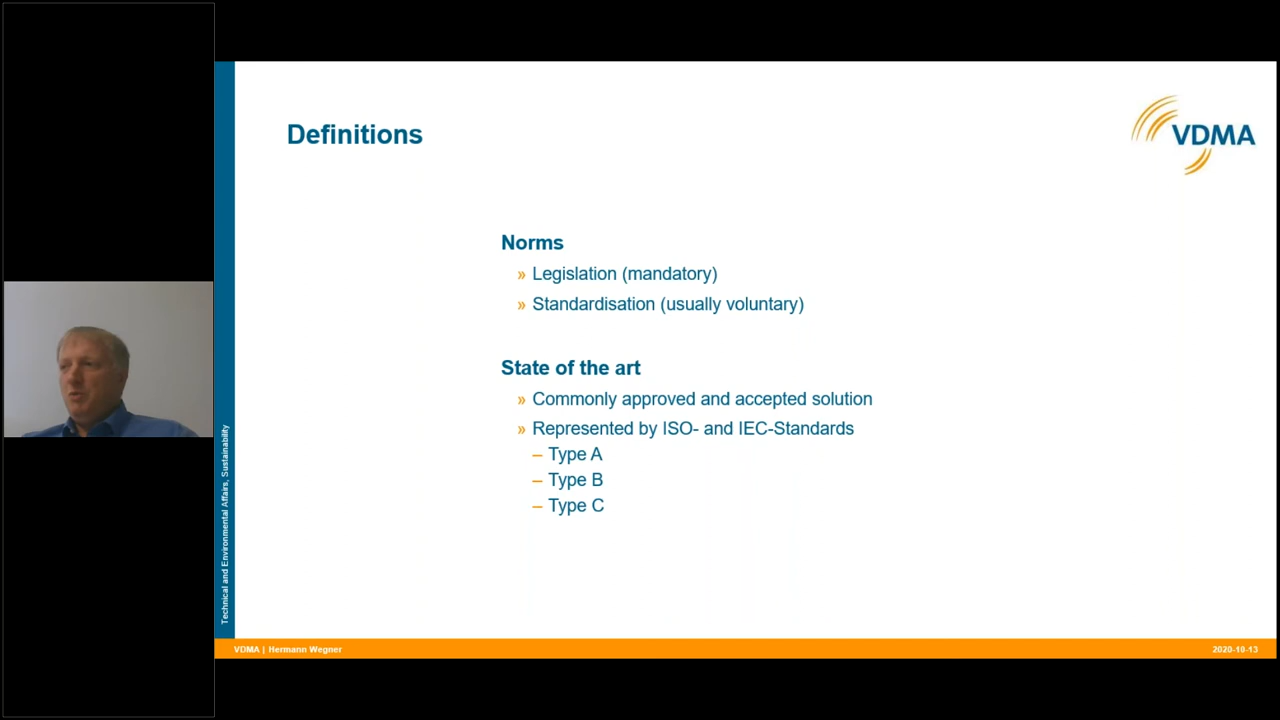 Definitions
VDMA
Norms
» Legislation (mandatory)
» Standardisation (usually voluntary)
State of the art
» Commonly approved and accepted solution
» Represented by ISO- and IEC-Standards
– Type A
– Type B
– Type C
Technical and Environmental Affairs, Sustainability
VDMA | Hermann Wegner
2020-10-13